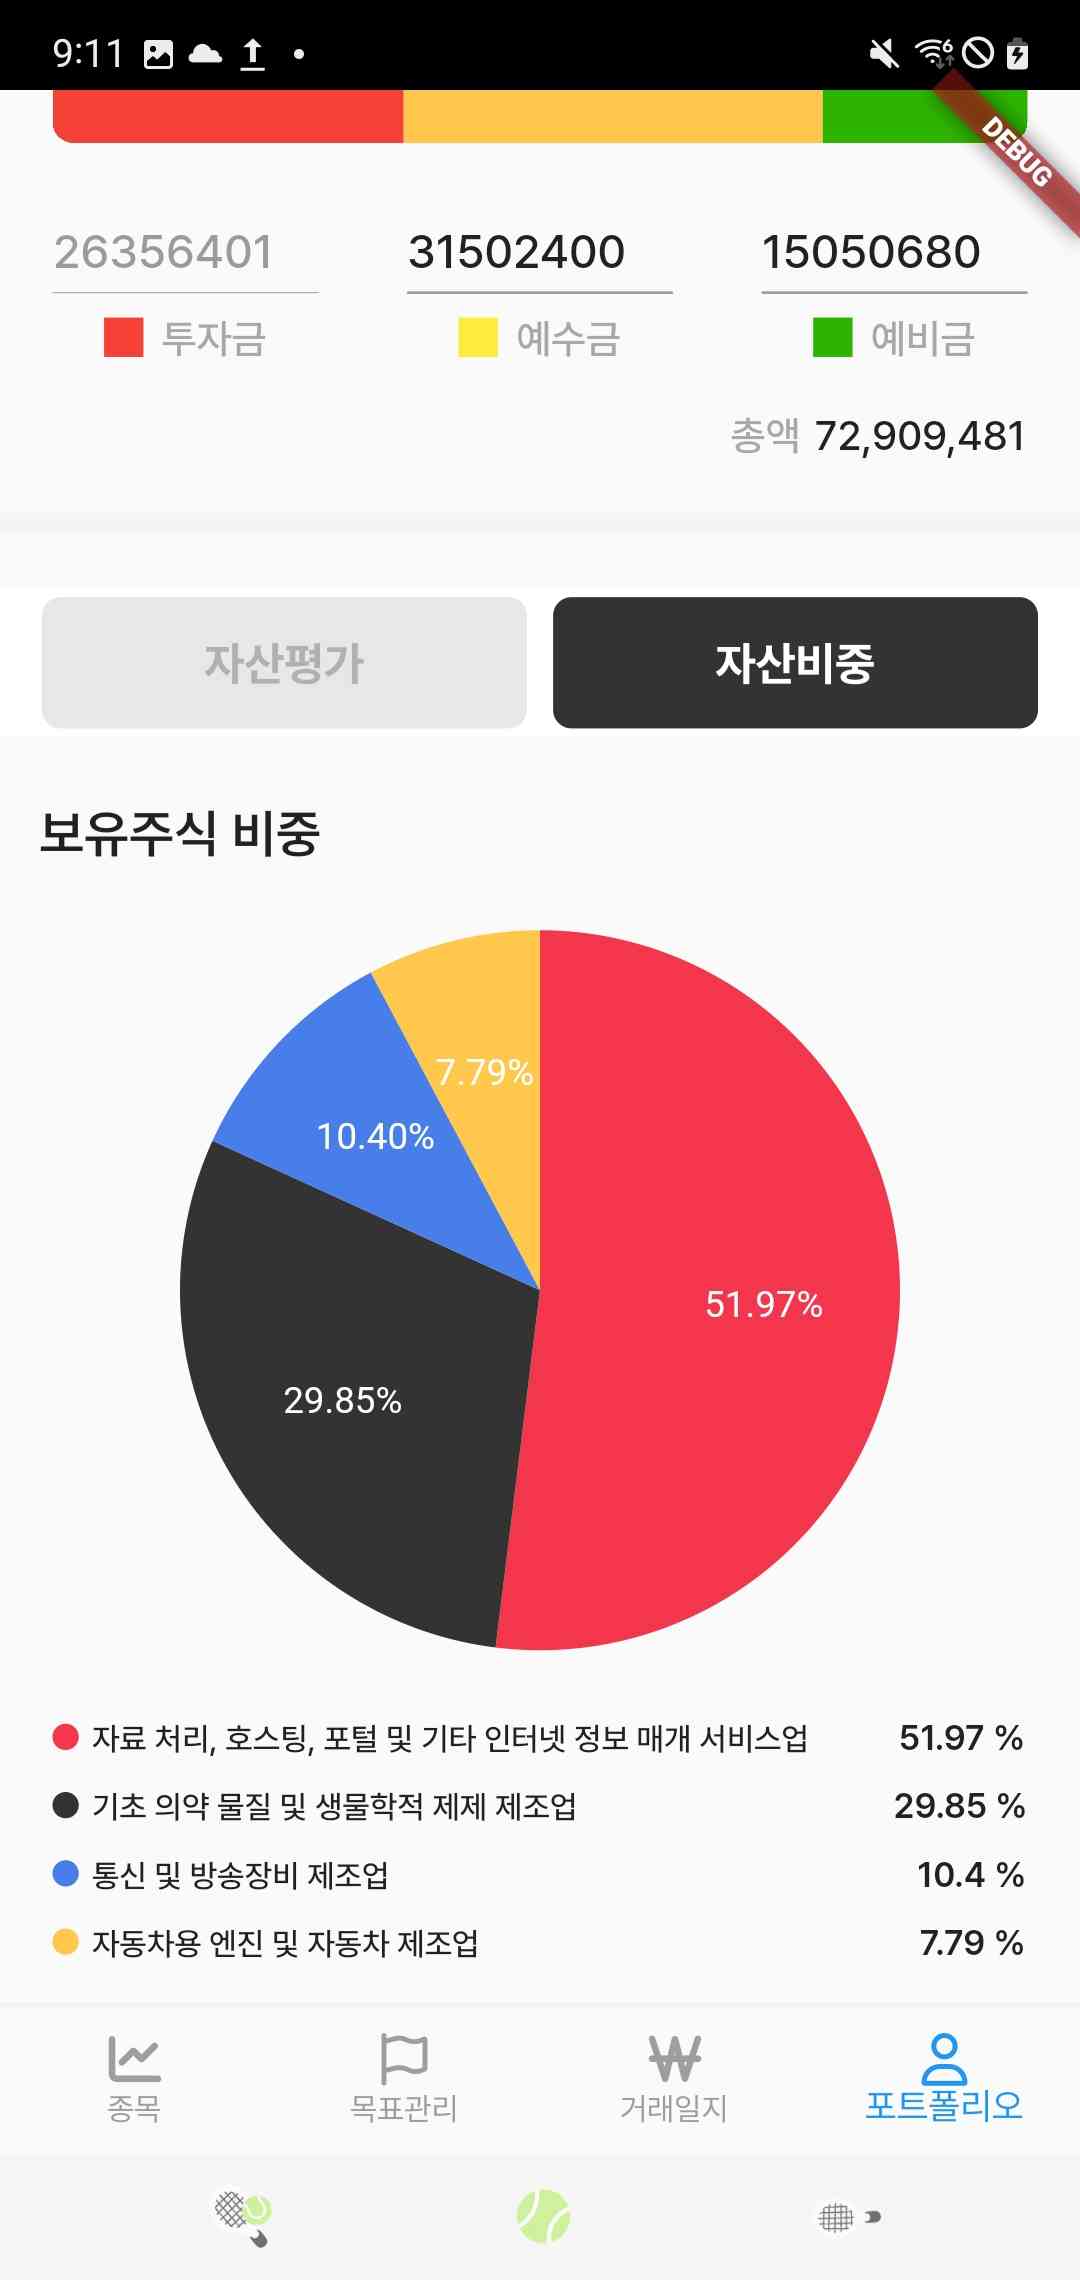 9:11
6
DEBUG
26356401 31502400 15050680
투자금 예수금 예비금
총액 72,909,481
자산평가 자산비중
보유주식 비중
7.79%
10.40%
51.97%
29.85%
자료 처리, 호스팅, 포털 및 기타 인터넷 정보 매개 서비스업 51.97 %
기초 의약 물질 및 생물학적 제제 제조업 29.85 %
통신 및 방송장비 제조업 10.4 %
자동차용 엔진 및 자동차 제조업 7.79 %
종목 목표관리 거래일지 포트폴리오